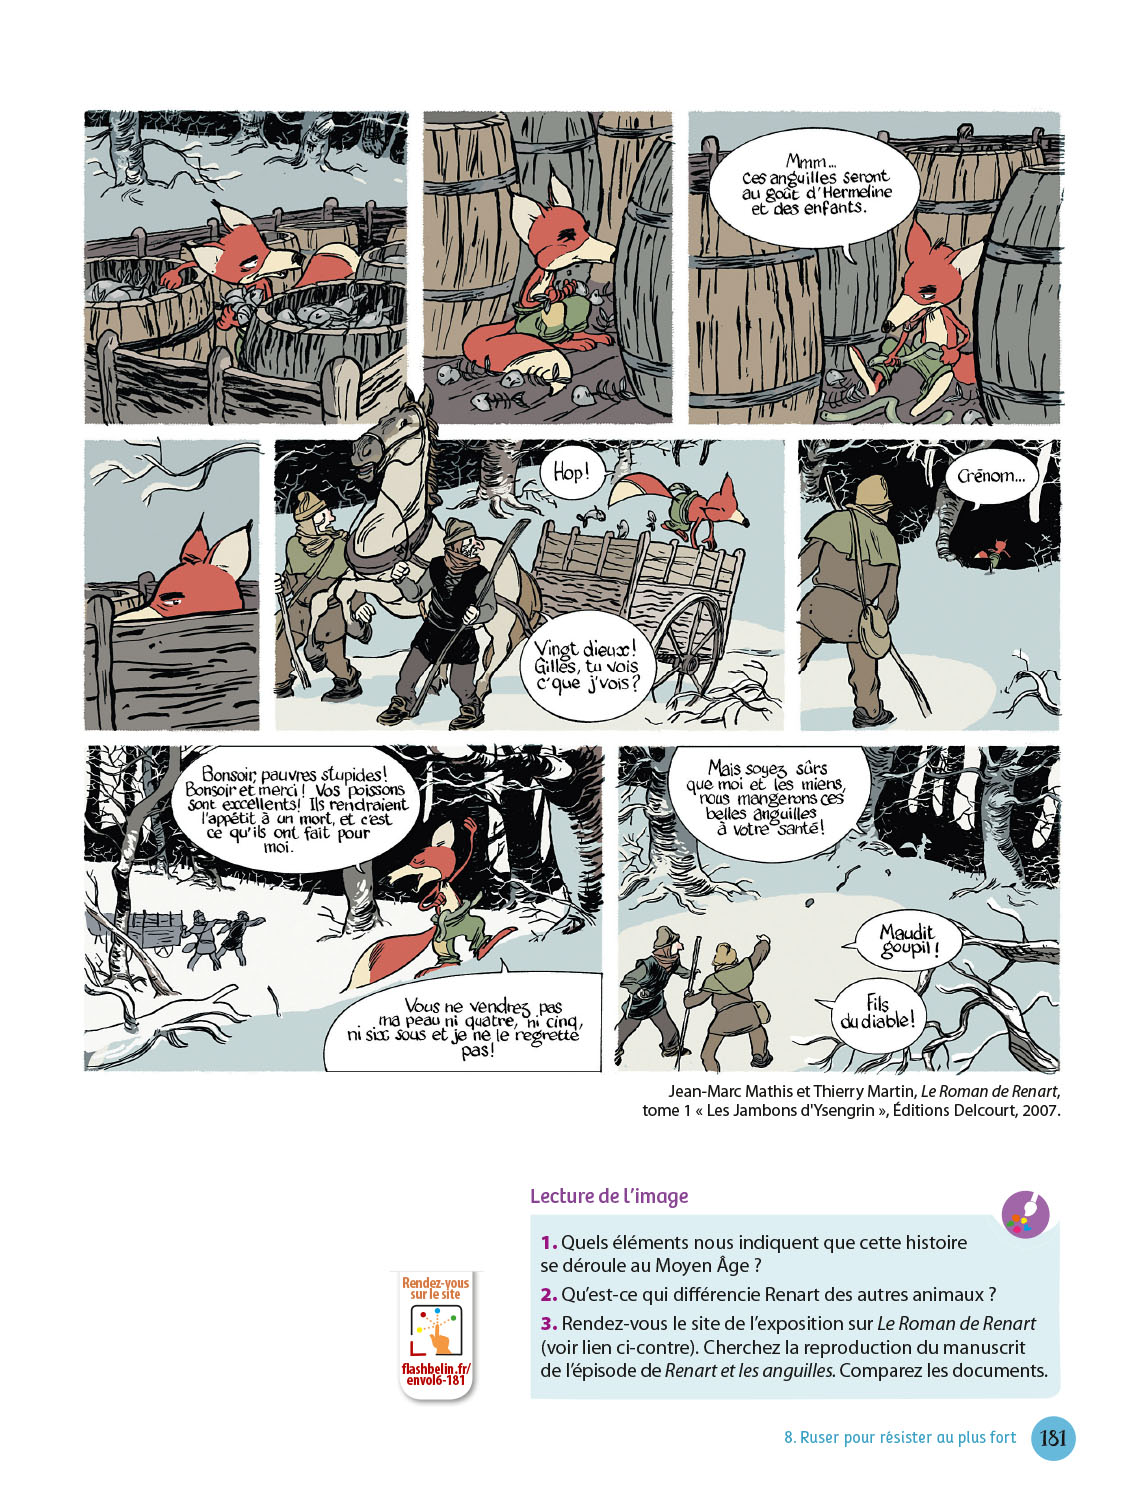 Mmm...
ces anguilles seront
au goût d'Hermeline
et des enfants.
Hop !
Vingt dieux !
Gilles, tu vois
c'que j'vois ?
Crénom...
Bonsoir, pauvres stupides !
Bonsoir et merci ! Vos poissons
sont excellents ! Ils rendraient
l'appétit à un mort, et c'est
ce qu'ils ont fait pour
moi.
Vous ne vendrez pas
ma peau ni quatre, ni cinq,
ni six sous et je ne le regrette
pas !
Mais soyez sûrs
que moi et les miens,
nous mangerons ces
belles anguilles
à votre santé !
Maudit
goupil !
Fils
du diable !
Jean-Marc Mathis et Thierry Martin, Le Roman de Renart,
tome 1 « Les Jambons d'Ysengrin », Éditions Delcourt, 2007.
Lecture de l'image
1. Quels éléments nous indiquent que cette histoire
se déroule au Moyen Âge ?
2. Qu'est-ce qui différencie Renart des autres animaux ?
3. Rendez-vous le site de l'exposition sur Le Roman de Renart
(voir lien ci-contre). Cherchez la reproduction du manuscrit
de l'épisode de Renart et les anguilles. Comparez les documents.
Rendez-vous
sur le site
flashbelin.fr/
envol6-181
8. Ruser pour résister au plus fort
181